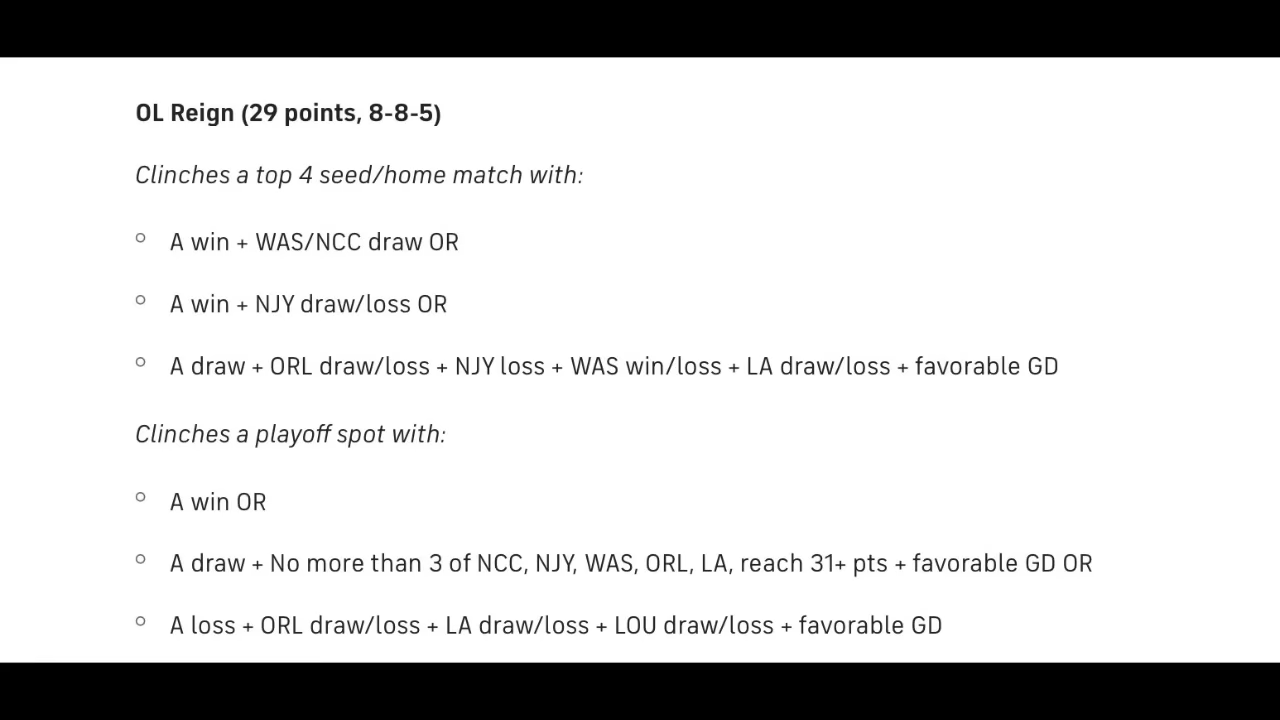 OL Reign (29 points, 8-8-5)
Clinches a top 4 seed/home match with:
A win + WAS/NCC draw OR
A win + NJY draw/loss OR
A draw + ORL draw/loss + NJY loss + WAS win/loss + LA draw/loss + favorable GD
Clinches a playoff spot with:
A win OR
A draw + No more than 3 of NCC, NJY, WAS, ORL, LA, reach 31+ pts + favorable GD OR
A loss + ORL draw/loss + LA draw/loss + LOU draw/loss + favorable GD